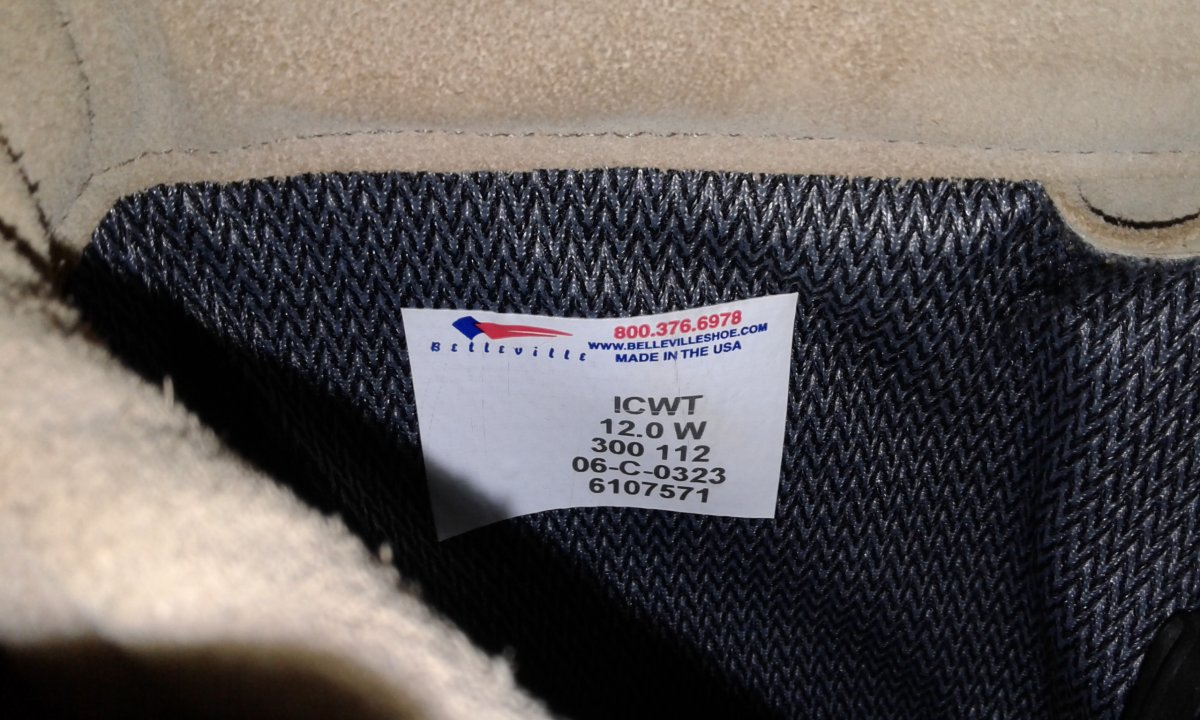 BELLEVILLE
800.376.6978
WWW.BELLEVILLESHOE.COM
MADE IN THE USA
ICWT
12.0 W
300 112
06-C-0323
6107571